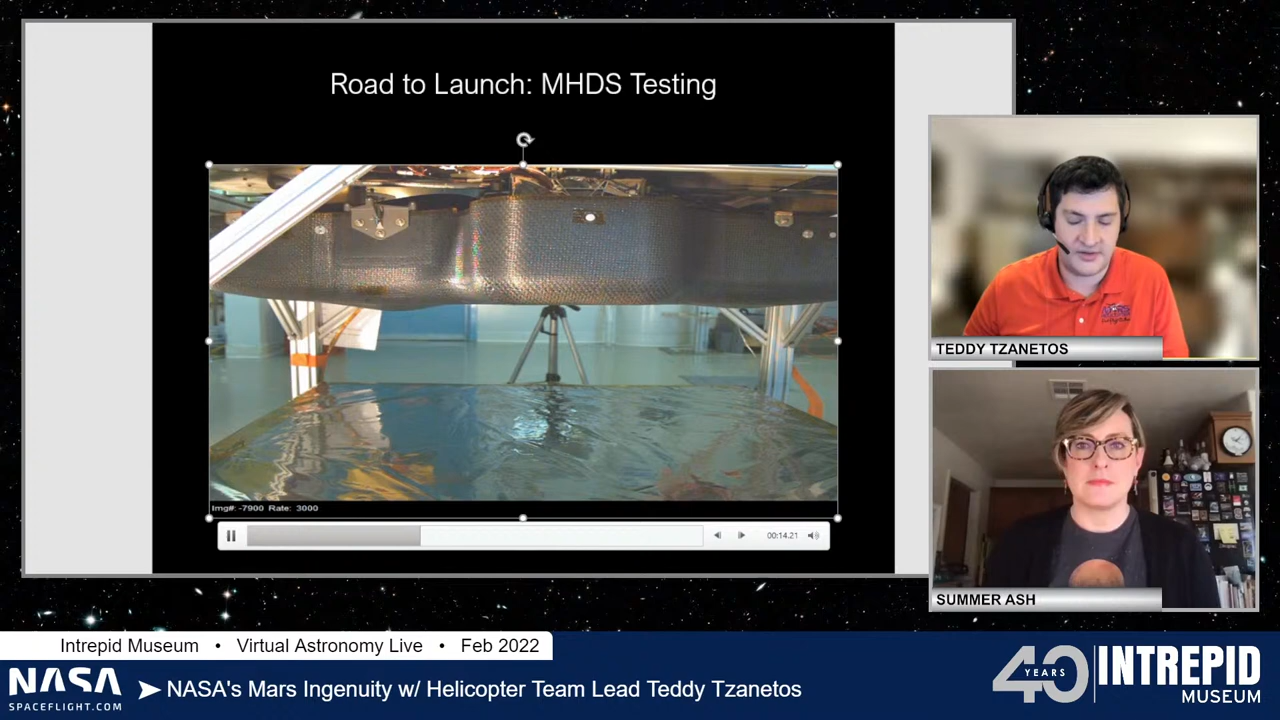 Road to Launch: MHDS Testing
Img#: -7900 Rate: 3000
00:14.21
TEDDY TZANETOS
SUMMER ASH
Intrepid Museum • Virtual Astronomy Live • Feb 2022
NASA
SPACEFLIGHT.COM
NASA's Mars Ingenuity w/ Helicopter Team Lead Teddy Tzanetos
40
YEARS
INTREPID
MUSEUM